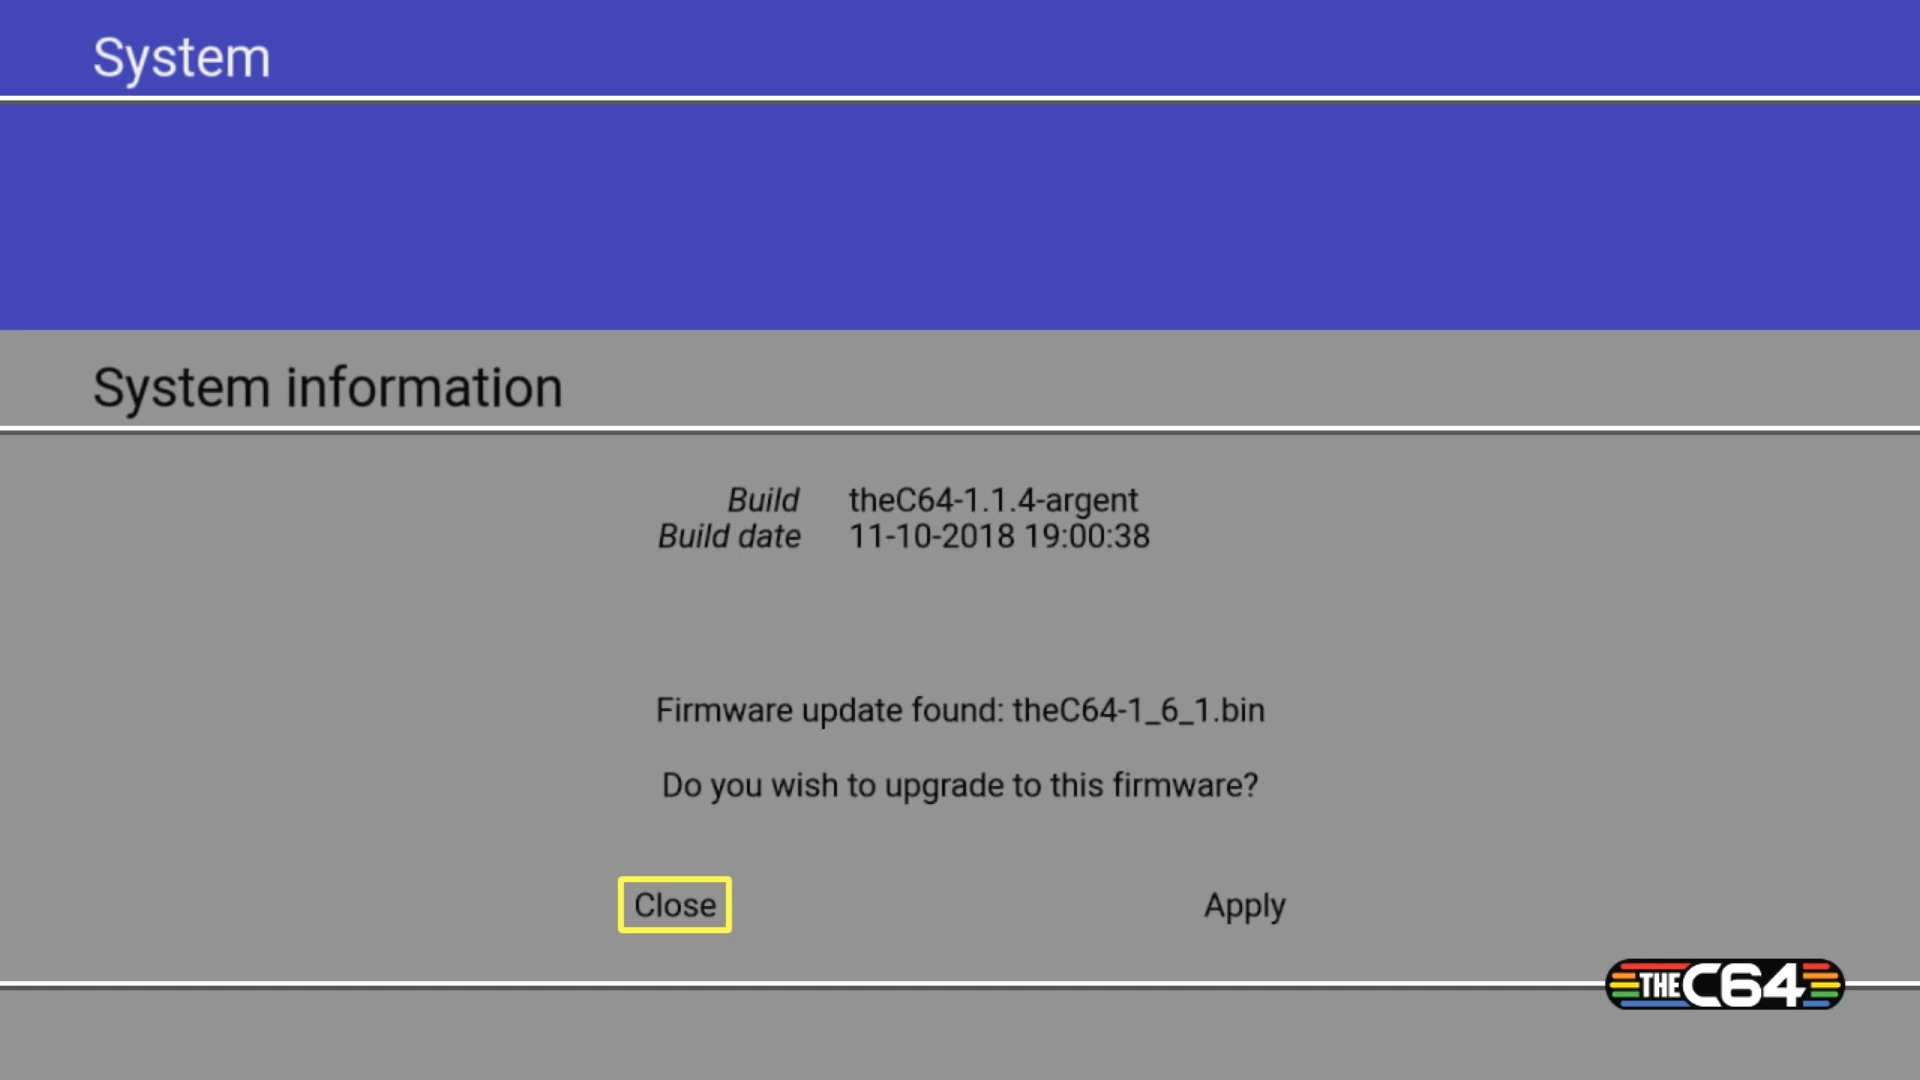 System
System information
Build theC64-1.1.4-argent
Build date 11-10-2018 19:00:38
Firmware update found: theC64-1_6_1.bin
Do you wish to upgrade to this firmware?
Close Apply
THEC64